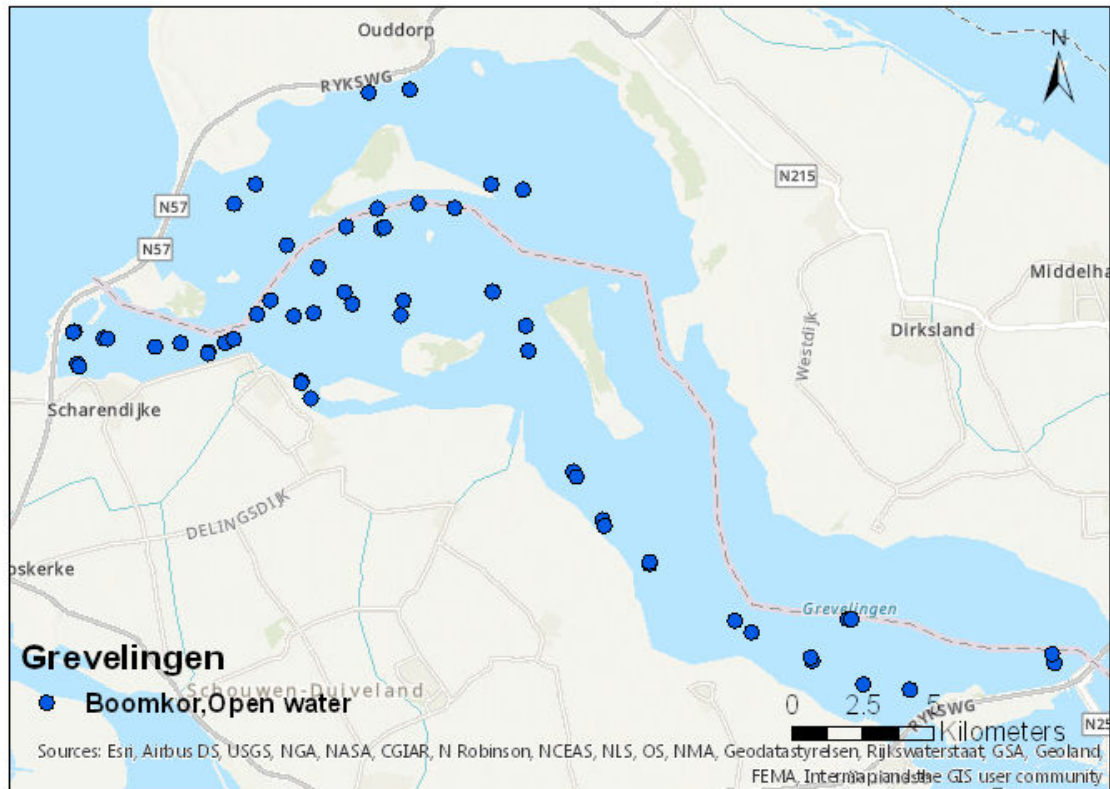 Ouddorp
N
RYKSWG
N215
N57
N57
Middelha
Dirksland
Westdijk
Scharendijke
DELINGSDIJK
oskerke
Grevelingen
Grevelingen
Schouwen-Duiveland
Boomkor,Open water
0 2.5 5
Kilometers
RYKSWG
N25
Sources: Esri, Airbus DS, USGS, NGA, NASA, CGIAR, N Robinson, NCEAS, NLS, OS, NMA, Geodatastyrelsen, Rijkswaterstaat, GSA, Geoland
FEMA, Intermap and the GIS user community